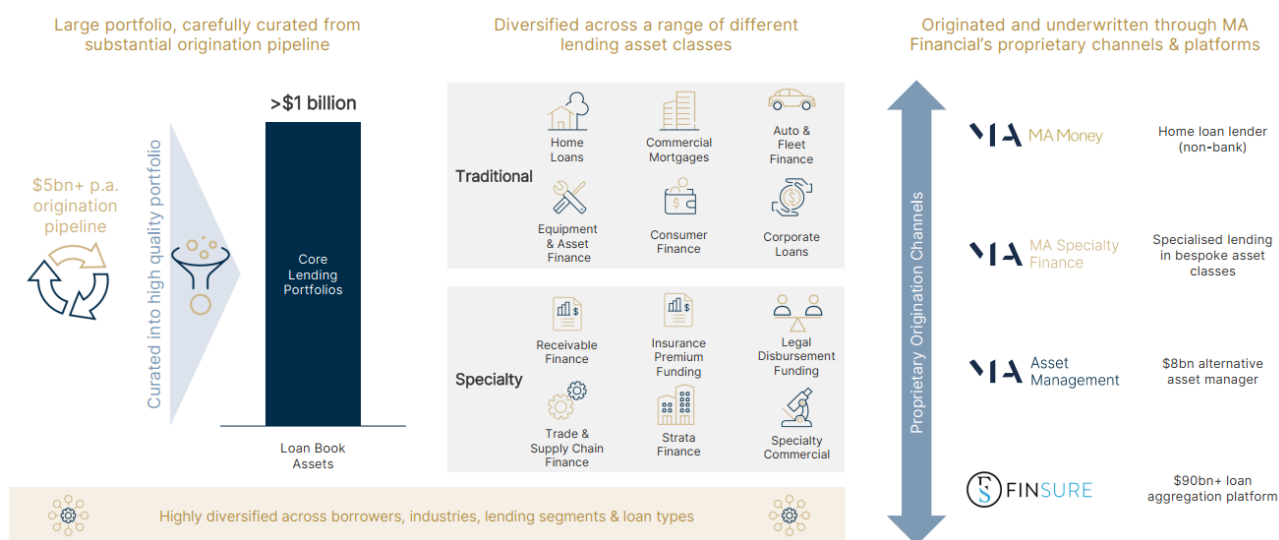 Large portfolio, carefully curated from
substantial origination pipeline
$5bn+ p.a.
origination
pipeline
Curated into high quality portfolio
>$1 billion
Core
Lending
Portfolios
Loan Book
Assets
Diversified across a range of different
lending asset classes
Traditional
Home
Loans
Commercial
Mortgages
Auto &
Fleet
Finance
Equipment
& Asset
Finance
Consumer
Finance
Corporate
Loans
Specialty
Receivable
Finance
Insurance
Premium
Funding
Legal
Disbursement
Funding
Trade &
Supply Chain
Finance
Strata
Finance
Specialty
Commercial
Highly diversified across borrowers, industries, lending segments & loan types
Originated and underwritten through MA
Financial's proprietary channels & platforms
Proprietary Origination Channels
MA MA Money
Home loan lender
(non-bank)
MA MA Specialty
Finance
Specialised lending
in bespoke asset
classes
MA Asset
Management
$8bn alternative
asset manager
FS FINSURE
$90bn+ loan
aggregation platform